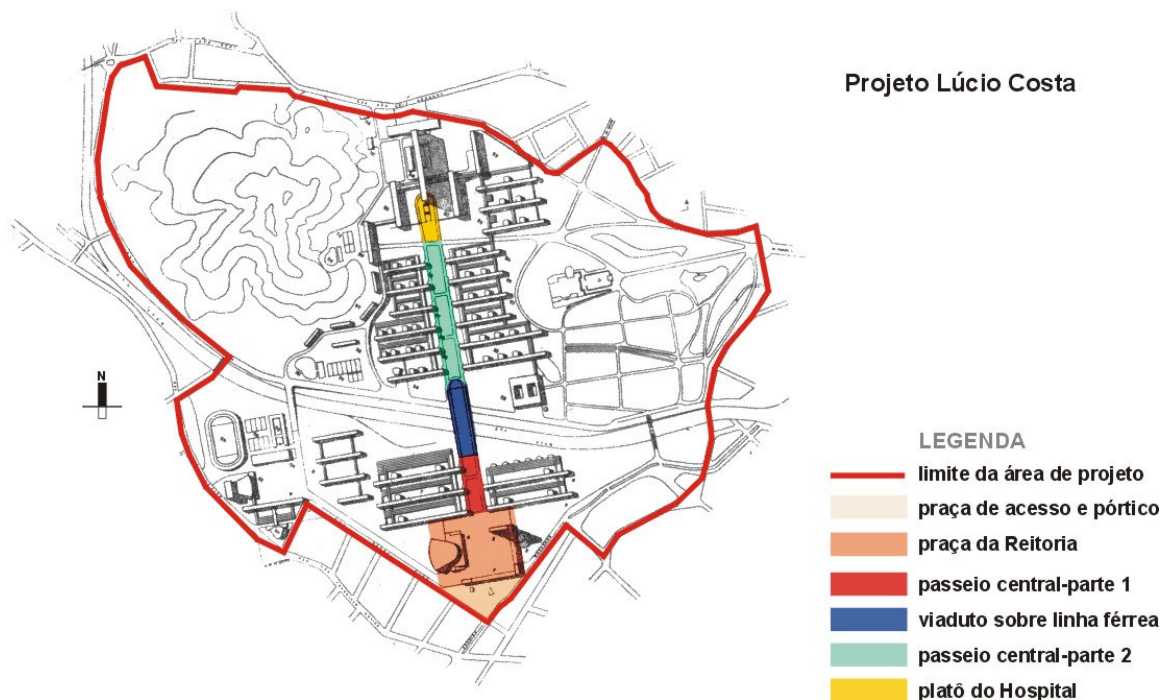 Projeto Lúcio Costa
N
LEGENDA
limite da área de projeto
praça de acesso e pórtico
praça da Reitoria
passeio central-parte 1
viaduto sobre linha férrea
passeio central-parte 2
platô do Hospital